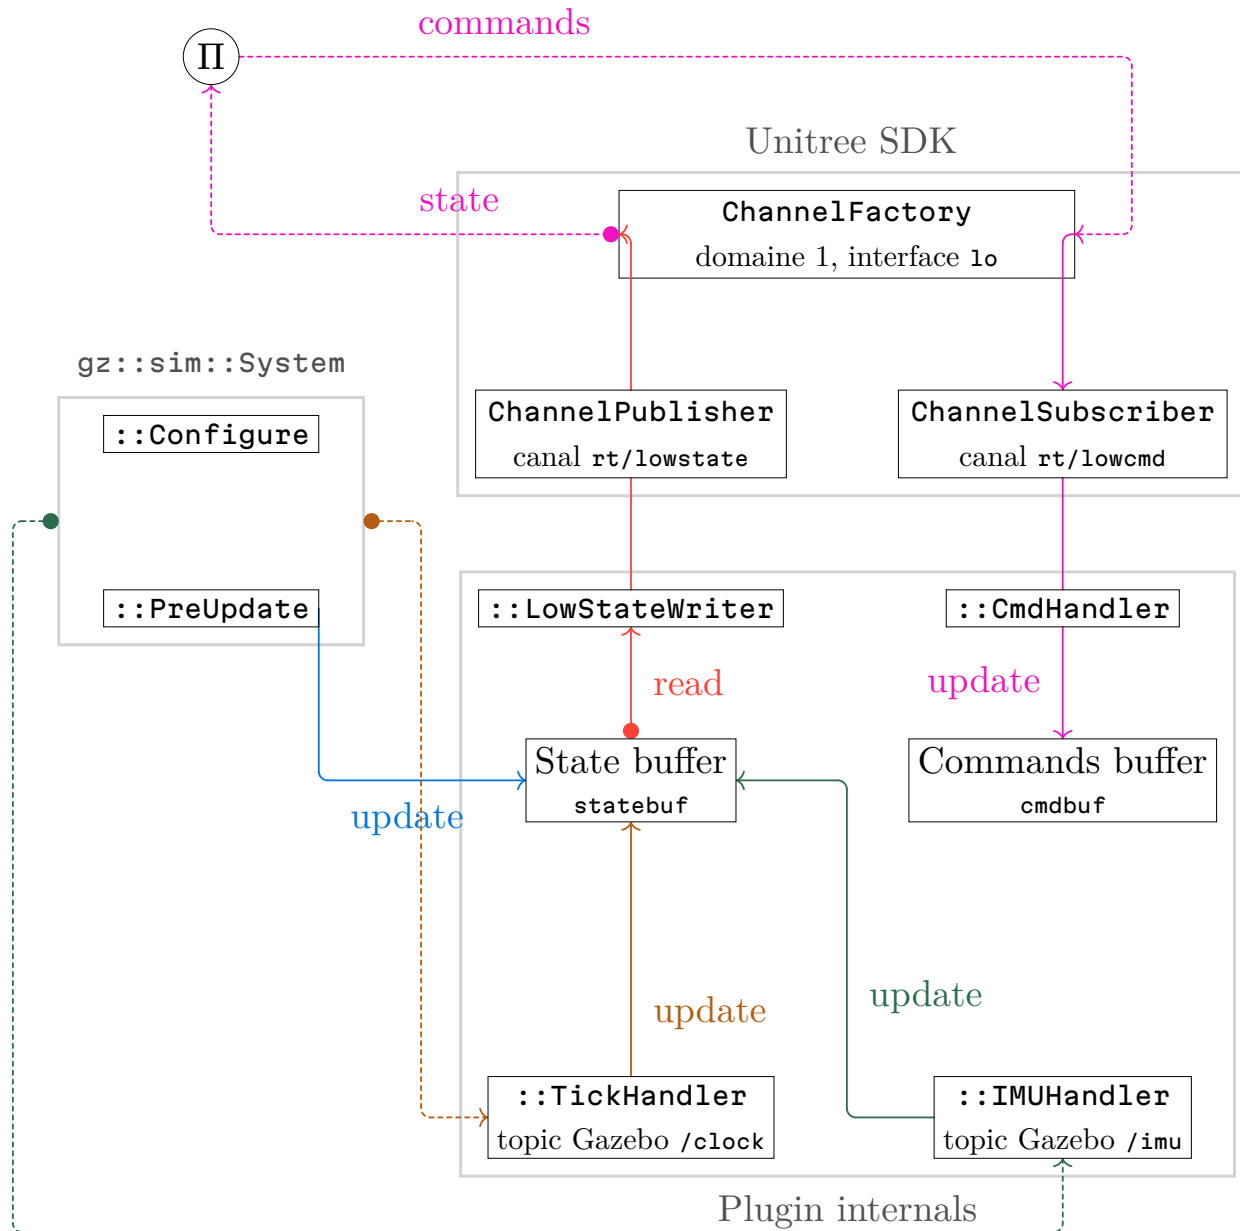 commands
Π
Unitree SDK
state
ChannelFactory
domaine 1, interface lo
gz::sim::System
::Configure
ChannelPublisher
canal rt/lowstate
ChannelSubscriber
canal rt/lowcmd
::PreUpdate
::LowStateWriter
::CmdHandler
read
update
State buffer
statebuf
Commands buffer
cmdbuf
update
update
update
::TickHandler
topic Gazebo /clock
::IMUHandler
topic Gazebo /imu
Plugin internals